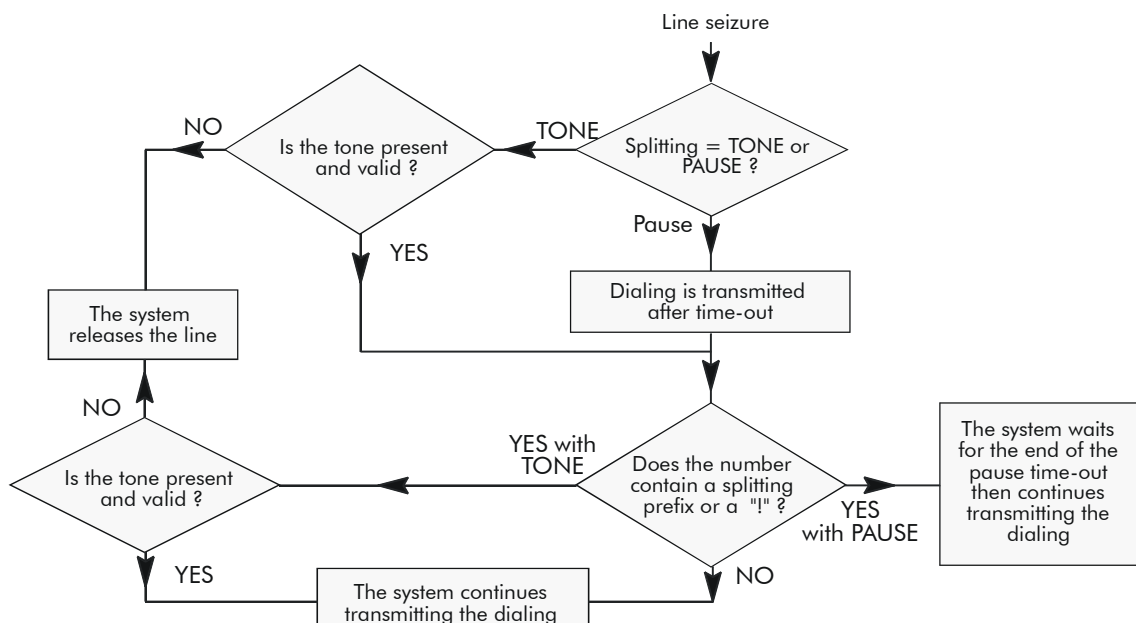 Line seizure
Splitting = TONE or
PAUSE ?
TONE
Is the tone present
and valid ?
NO
YES
Pause
Dialing is transmitted
after time-out
The system
releases the line
NO
Is the tone present
and valid ?
YES
YES with
TONE
Does the number
contain a splitting
prefix or a "!" ?
YES
with PAUSE
The system waits
for the end of the
pause time-out
then continues
transmitting the
dialing
NO
The system continues
transmitting the dialing